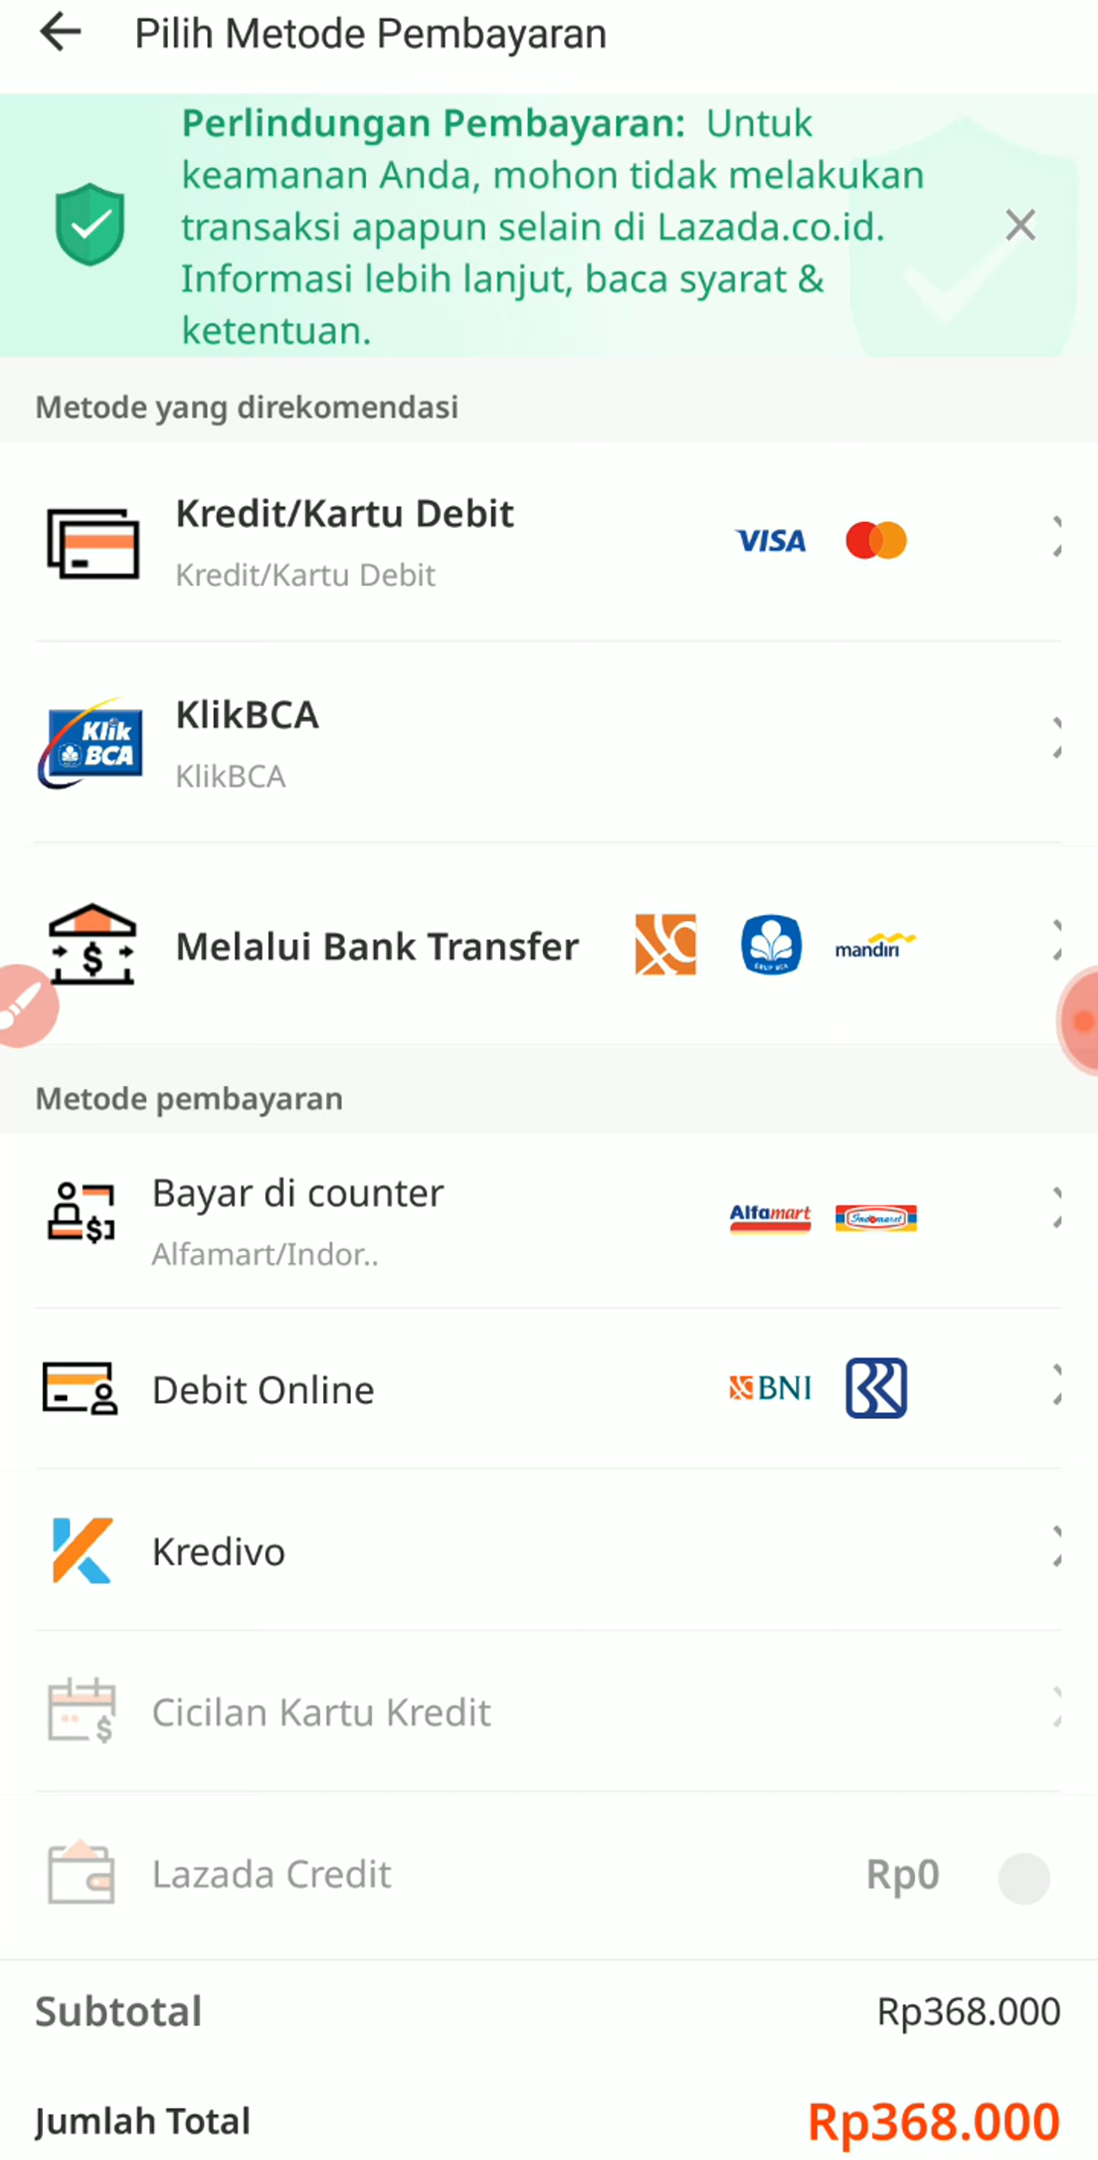 Pilih Metode Pembayaran
Perlindungan Pembayaran: Untuk
keamanan Anda, mohon tidak melakukan
transaksi apapun selain di Lazada.co.id.
Informasi lebih lanjut, baca syarat &
ketentuan.
Metode yang direkomendasi
Kredit/Kartu Debit
VISA
Kredit/Kartu Debit
Klik
BCA
KlikBCA
KlikBCA
$
Melalui Bank Transfer
GRUP BCA
mandiri
Metode pembayaran
Bayar di counter
$
Alfamart
Indomaret
Alfamart/Indor..
Debit Online
BNI
Kredivo
Cicilan Kartu Kredit
$
Lazada Credit
Rp0
Subtotal
Rp368.000
Jumlah Total
Rp368.000